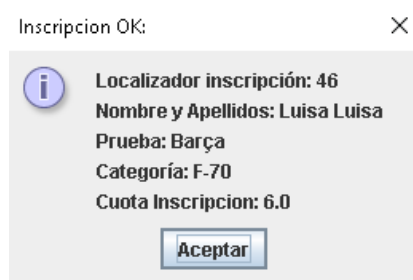 Inscripcion OK:
Localizador inscripción: 46
Nombre y Apellidos: Luisa Luisa
Prueba: Barça
Categoría: F-70
Cuota Inscripcion: 6.0
Aceptar